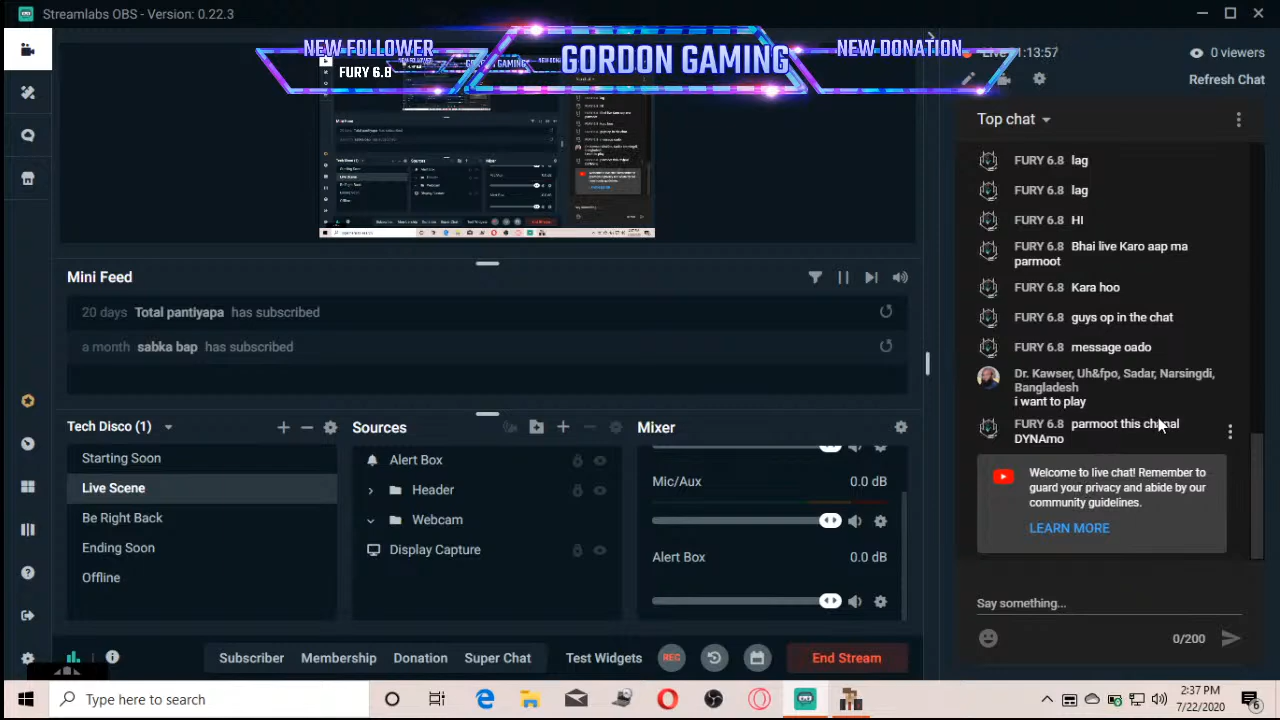 Streamlabs OBS - Version: 0.22.3
NEW FOLLOWER
FURY 6.8
GORDON GAMING
NEW DONATION
1:13:57
0 viewers
Refresh Chat
Top chat
FURY 6.8 lag
FURY 6.8 lag
FURY 6.8 HI
FURY 6.8 Bhai live Karo aap ma
parmoot
FURY 6.8 Kara hoo
FURY 6.8 guys op in the chat
FURY 6.8 message oado
Dr. Kawser, Uh&fpo, Sadar, Narsingdi,
Bangladesh
i want to play
FURY 6.8 parmoot this channal
DYNAmo
Welcome to live chat! Remember to
guard your privacy and abide by our
community guidelines.
LEARN MORE
Say something...
0/200
Mini Feed
20 days Total pantiyapa has subscribed
a month sabka bap has subscribed
Tech Disco (1)
Starting Soon
Live Scene
Be Right Back
Ending Soon
Offline
Sources
Alert Box
Header
Webcam
Display Capture
Mixer
Mic/Aux 0.0 dB
Alert Box 0.0 dB
Subscriber Membership Donation Super Chat Test Widgets REC End Stream
Type here to search
2:37 PM
7/22/2020
6